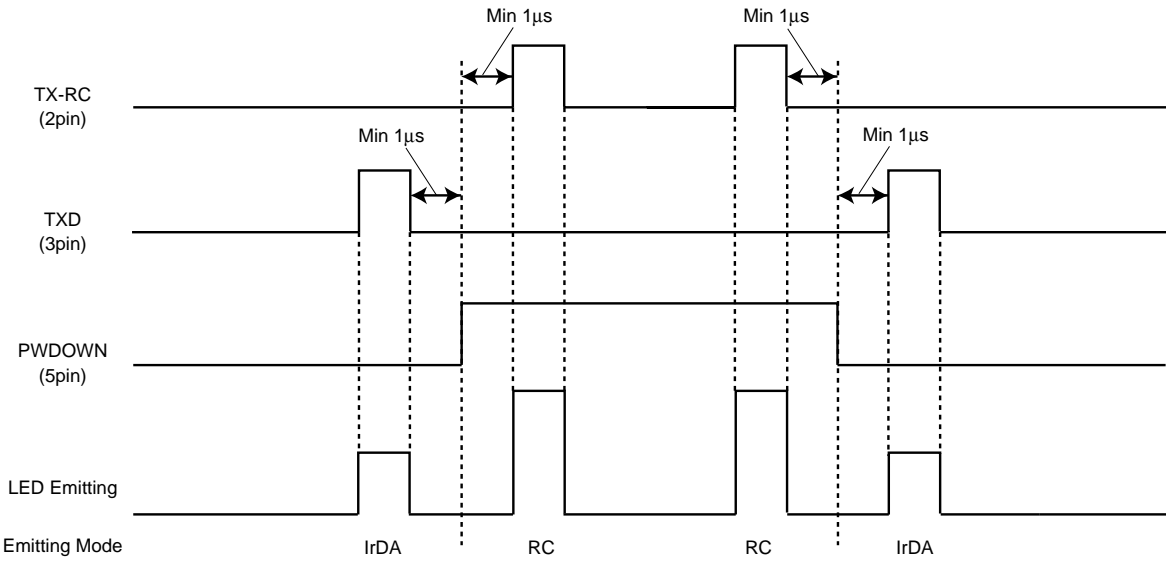 Min 1μs
Min 1μs
TX-RC
(2pin)
Min 1μs
Min 1μs
TXD
(3pin)
PWDOWN
(5pin)
LED Emitting
Emitting Mode
IrDA
RC
RC
IrDA